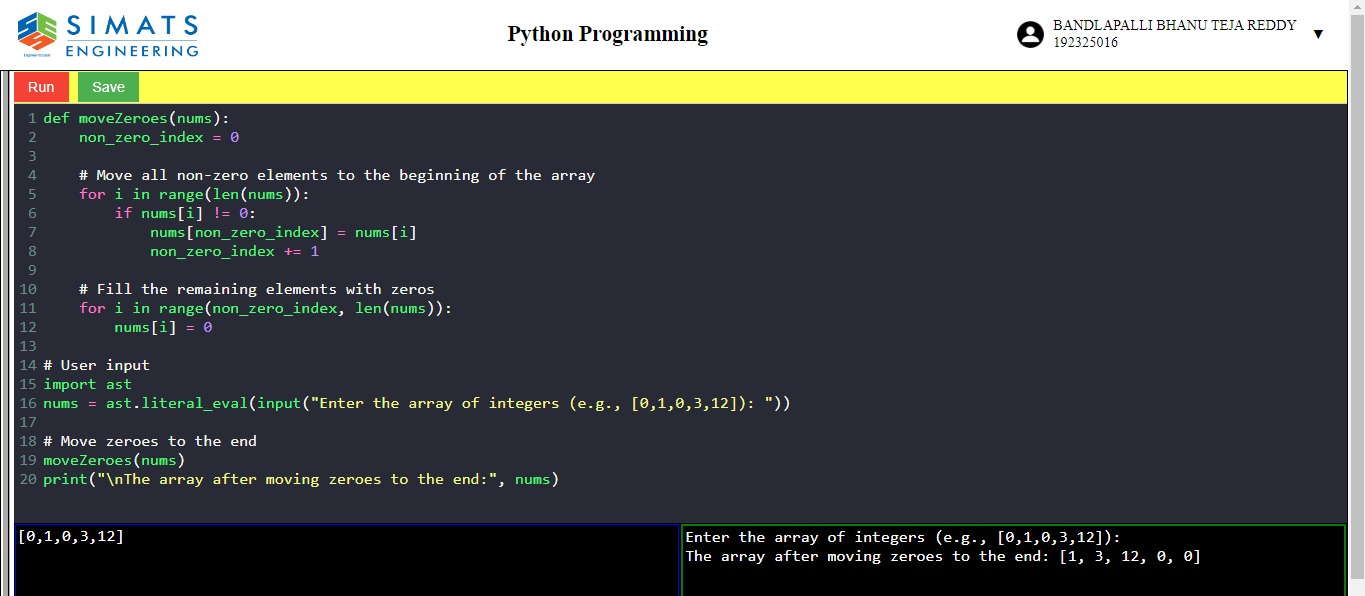 SIMATS
ENGINEERING
Python Programming
BANDLAPALLI BHANU TEJA REDDY
192325016
Run
Save
1 def moveZeroes(nums):
2     non_zero_index = 0
3
4     # Move all non-zero elements to the beginning of the array
5     for i in range(len(nums)):
6         if nums[i] != 0:
7             nums[non_zero_index] = nums[i]
8             non_zero_index += 1
9
10     # Fill the remaining elements with zeros
11     for i in range(non_zero_index, len(nums)):
12         nums[i] = 0
13
14 # User input
15 import ast
16 nums = ast.literal_eval(input("Enter the array of integers (e.g., [0,1,0,3,12]): "))
17
18 # Move zeroes to the end
19 moveZeroes(nums)
20 print("\nThe array after moving zeroes to the end:", nums)
[0,1,0,3,12]
Enter the array of integers (e.g., [0,1,0,3,12]):
The array after moving zeroes to the end: [1, 3, 12, 0, 0]